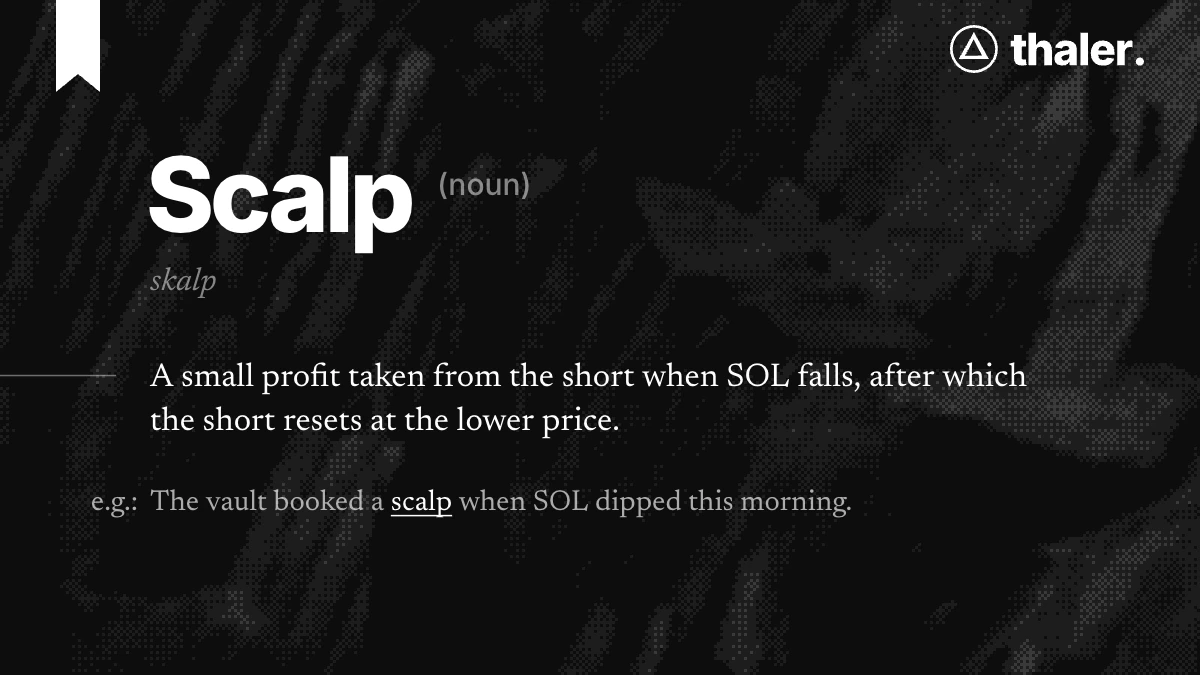 thaler.
Scalp (noun)
skalp
A small profit taken from the short when SOL falls, after which
the short resets at the lower price.
e.g.: The vault booked a scalp when SOL dipped this morning.